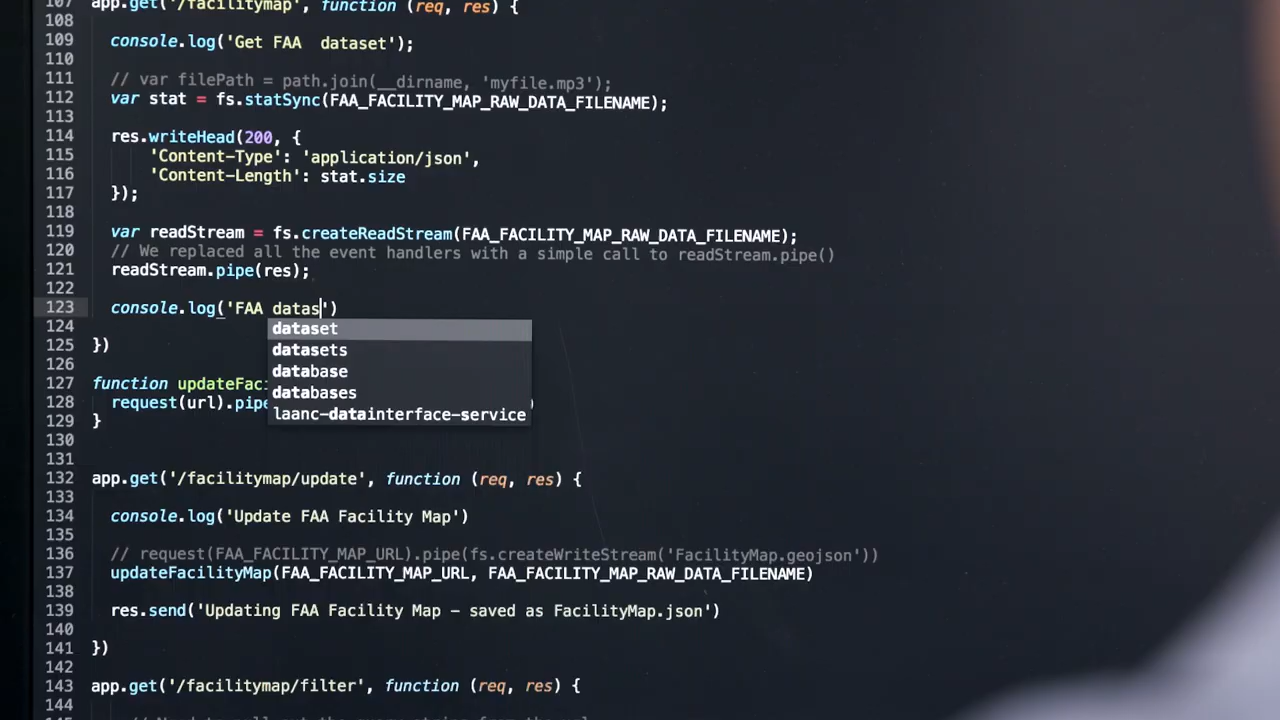 107 app.get('/facilitymap', function (req, res) {
108
109 console.log('Get FAA  dataset');
110
111 // var filePath = path.join(__dirname, 'myfile.mp3');
112 var stat = fs.statSync(FAA_FACILITY_MAP_RAW_DATA_FILENAME);
113
114 res.writeHead(200, {
115 'Content-Type': 'application/json',
116 'Content-Length': stat.size
117 });
118
119 var readStream = fs.createReadStream(FAA_FACILITY_MAP_RAW_DATA_FILENAME);
120 // We replaced all the event handlers with a simple call to readStream.pipe()
121 readStream.pipe(res);
122
123 console.log('FAA datas')
dataset
124
datasets
125 })
database
126
127 function updateFaci
databases
128 request(url).pipe )
laanc-datainterface-service
129 }
130
131
132 app.get('/facilitymap/update', function (req, res) {
133
134 console.log('Update FAA Facility Map')
135
136 // request(FAA_FACILITY_MAP_URL).pipe(fs.createWriteStream('FacilityMap.geojson'))
137 updateFacilityMap(FAA_FACILITY_MAP_URL, FAA_FACILITY_MAP_RAW_DATA_FILENAME)
138
139 res.send('Updating FAA Facility Map - saved as FacilityMap.json')
140
141 })
142
143 app.get('/facilitymap/filter', function (req, res) {
144